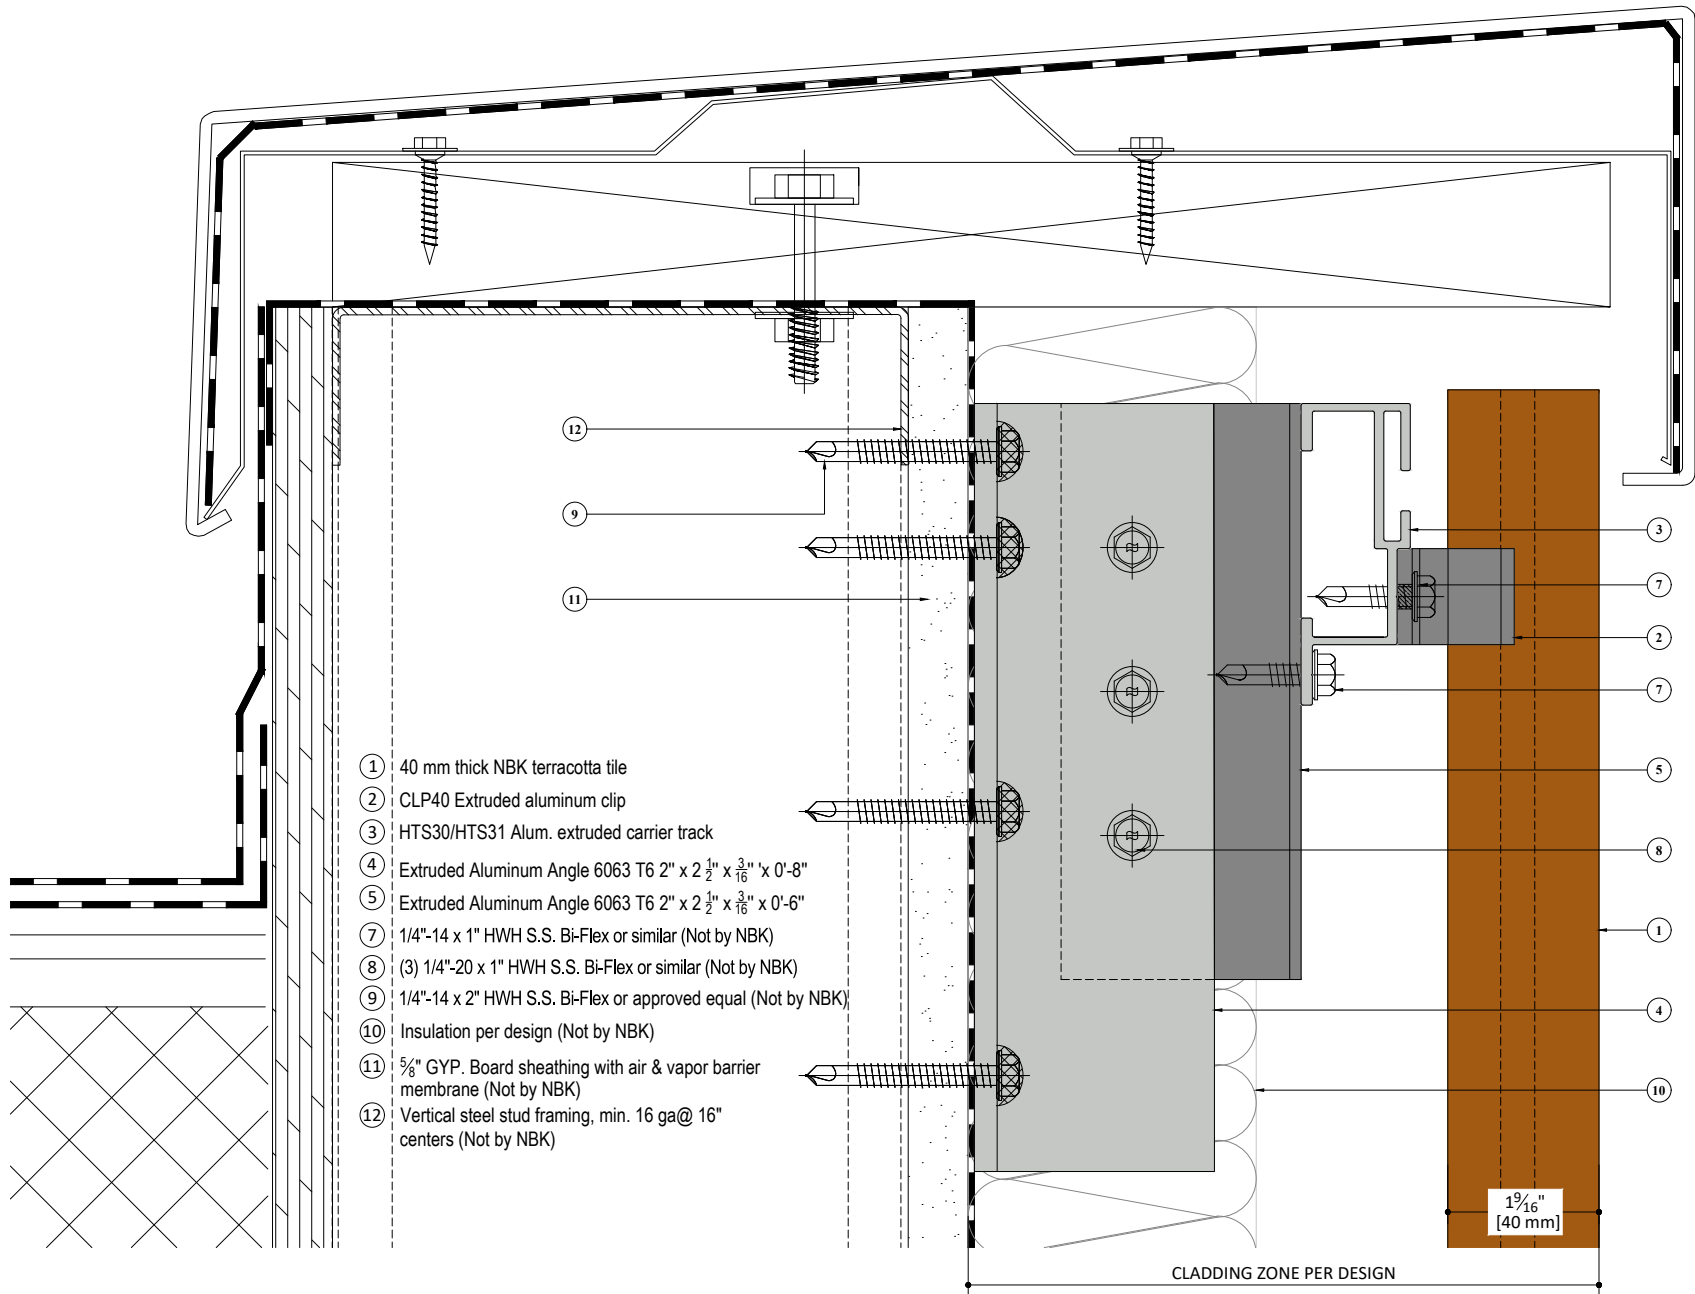 12
9
11
3
7
2
7
5
8
1
4
10
1 40 mm thick NBK terracotta tile
2 CLP40 Extruded aluminum clip
3 HTS30/HTS31 Alum. extruded carrier track
4 Extruded Aluminum Angle 6063 T6 2" x 2 1/2" x 3/16" 'x 0'-8"
5 Extruded Aluminum Angle 6063 T6 2" x 2 1/2" x 3/16" x 0'-6"
7 1/4"-14 x 1" HWH S.S. Bi-Flex or similar (Not by NBK)
8 (3) 1/4"-20 x 1" HWH S.S. Bi-Flex or similar (Not by NBK)
9 1/4"-14 x 2" HWH S.S. Bi-Flex or approved equal (Not by NBK)
10 Insulation per design (Not by NBK)
11 5/8" GYP. Board sheathing with air & vapor barrier
membrane (Not by NBK)
12 Vertical steel stud framing, min. 16 ga@ 16"
centers (Not by NBK)
1 9/16"
[40 mm]
CLADDING ZONE PER DESIGN